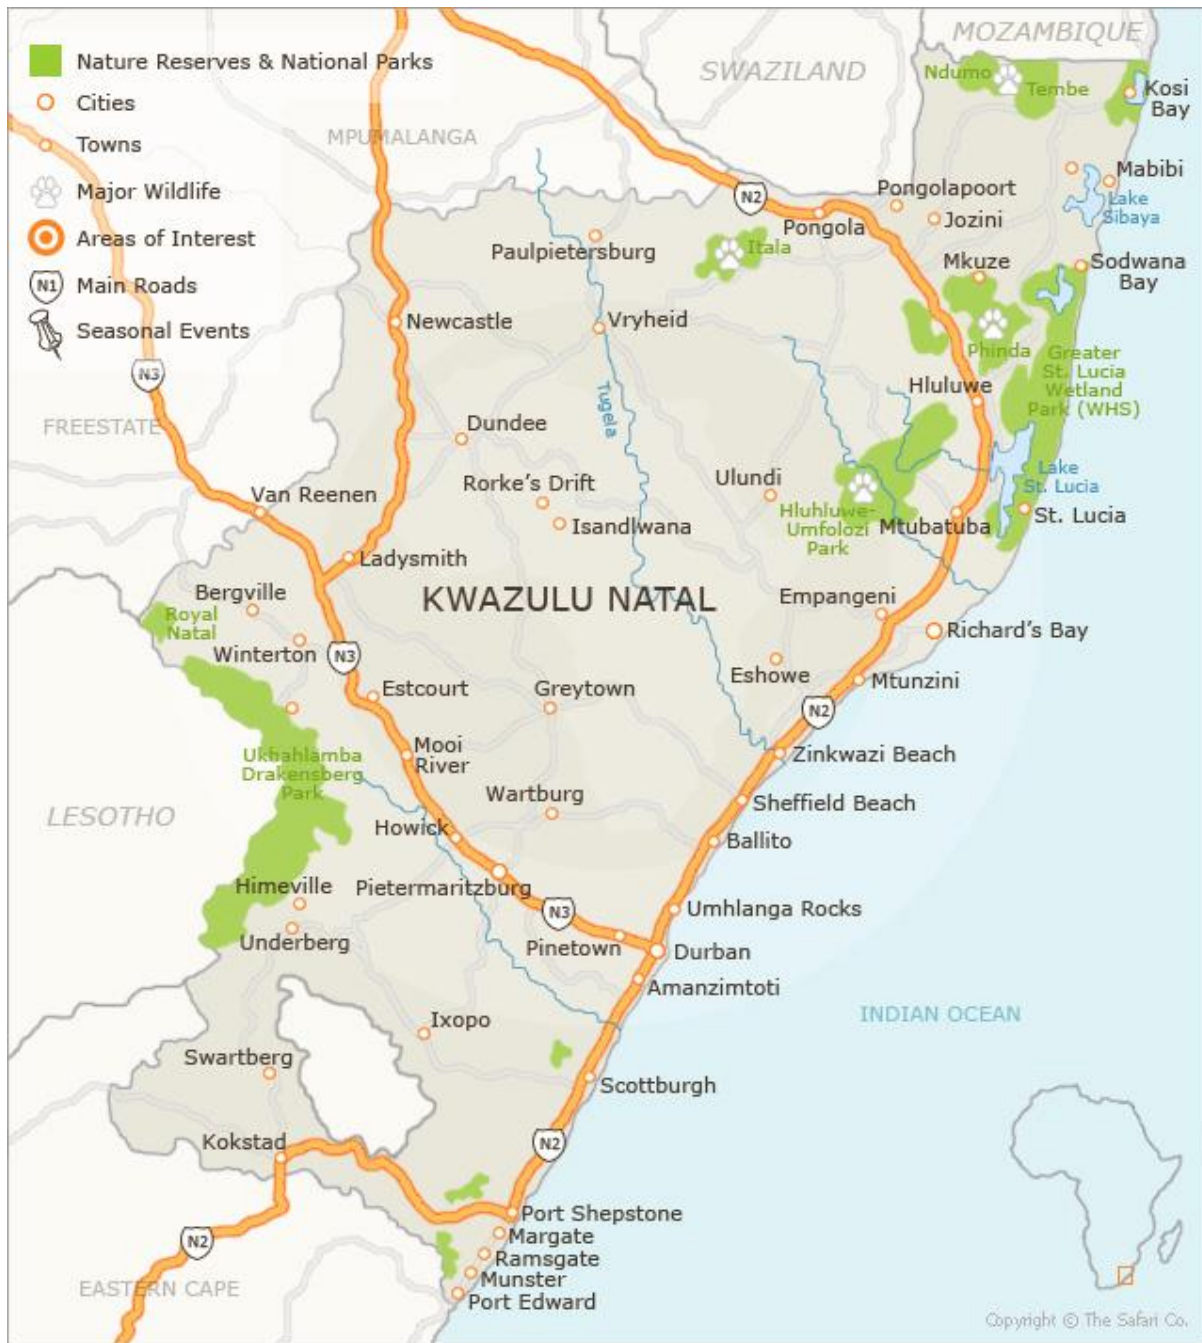 MOZAMBIQUE
Nature Reserves & National Parks
Cities
Towns
Major Wildlife
Areas of Interest
N1 Main Roads
Seasonal Events
SWAZILAND
MPUMALANGA
Ndumo
Tembe
Kosi
Bay
Mabibi
Lake
Sibaya
Pongolapoort
Jozini
N2
Pongola
Paulpietersburg
Itala
Mkuze
Sodwana
Bay
Newcastle
Vryheid
Phinda
Greater
St. Lucia
Wetland
Park (WHS)
N3
Hluluwe
Tugela
FREESTATE
Dundee
Van Reenen
Rorke's Drift
Isandlwana
Ulundi
Hluhluwe-
Umfolozi
Park
Mtubatuba
Lake
St. Lucia
St. Lucia
Ladysmith
KWAZULU NATAL
Bergville
Royal
Natal
Winterton
N3
Empangeni
Richard's Bay
Eshowe
Mtunzini
N2
Estcourt
Greytown
Mooi
River
Ukhahlamba
Drakensberg
Park
Zinkwazi Beach
LESOTHO
Wartburg
Sheffield Beach
Howick
Ballito
Himeville
Pietermaritzburg
N3
Umhlanga Rocks
Underberg
Pinetown
Durban
Amanzimtoti
INDIAN OCEAN
Ixopo
Swartberg
Scottburgh
Kokstad
N2
Port Shepstone
Margate
Ramsgate
Munster
Port Edward
N2
EASTERN CAPE
Copyright © The Safari Co.